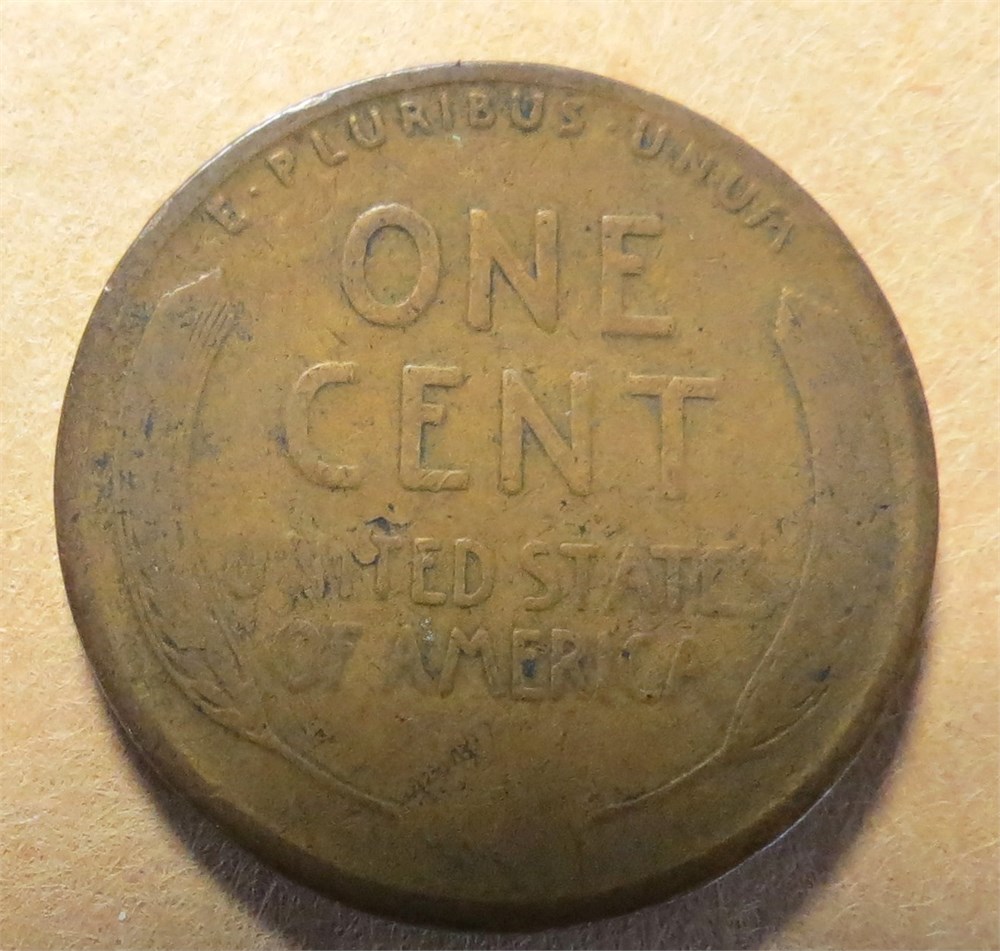 E · PLURIBUS · UNUM
ONE
CENT
UNITED STATES
OF AMERICA